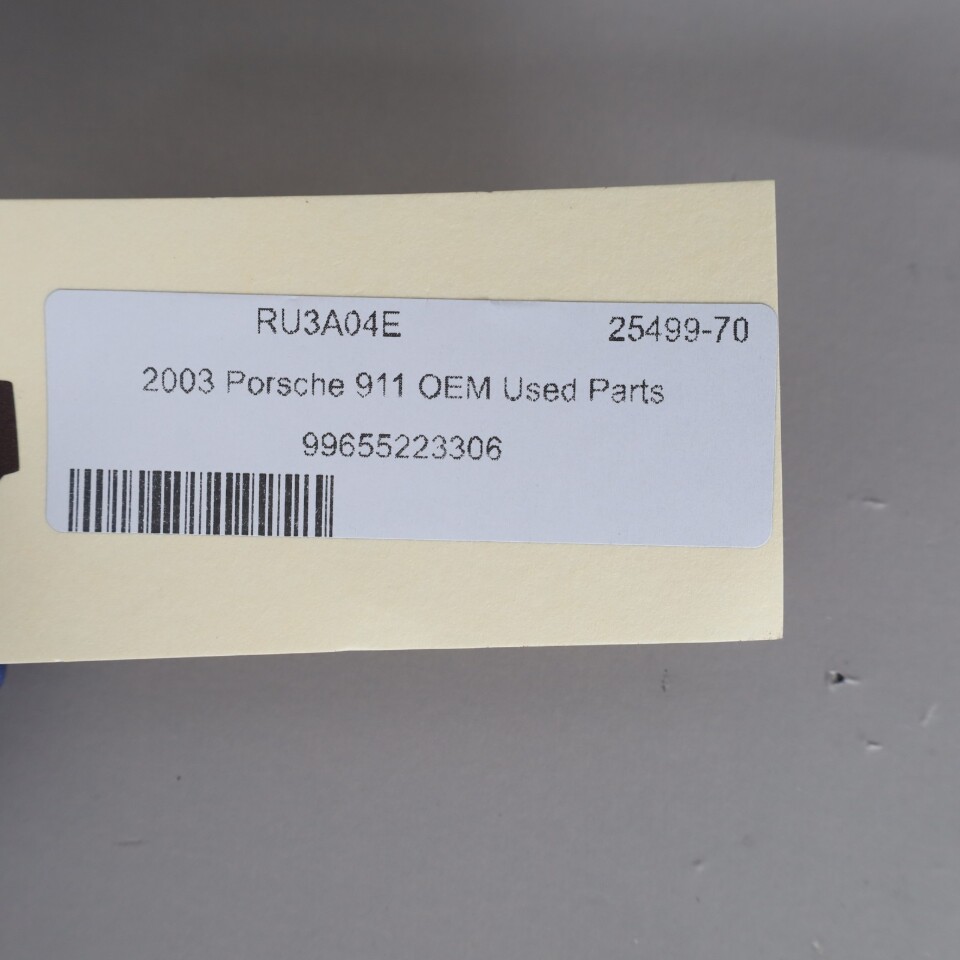 RU3A04E 25499-70
2003 Porsche 911 OEM Used Parts
99655223306